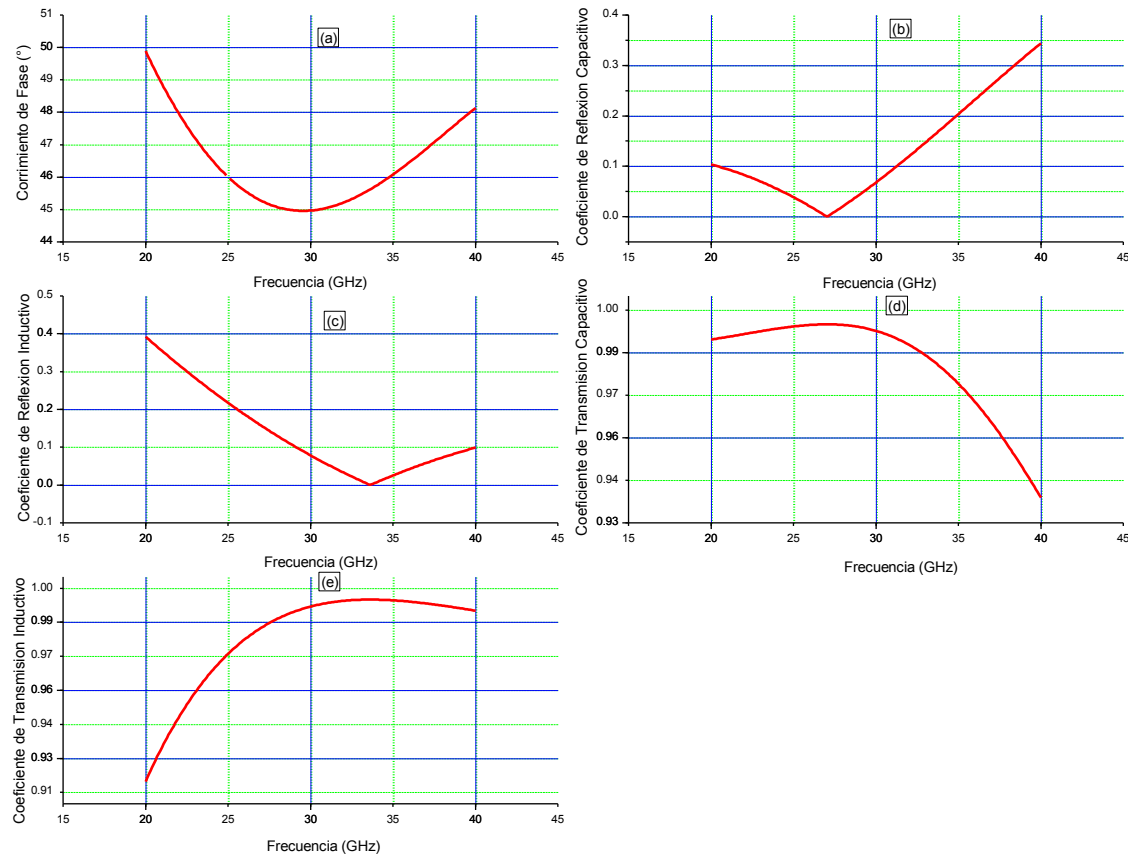 (a)
Corrimiento de Fase (°)
51
50
49
48
47
46
45
44
15 20 25 30 35 40 45
Frecuencia (GHz)
(b)
Coeficiente de Reflexion Capacitivo
0.4
0.3
0.2
0.1
0.0
15 20 25 30 35 40 45
Frecuencia (GHz)
(c)
Coeficiente de Reflexion Inductivo
0.5
0.4
0.3
0.2
0.1
0.0
-0.1
15 20 25 30 35 40 45
Frecuencia (GHz)
(d)
Coeficiente de Transmision Capacitivo
1.00
0.99
0.97
0.96
0.94
0.93
15 20 25 30 35 40 45
Frecuencia (GHz)
(e)
Coeficiente de Transmision Inductivo
1.00
0.99
0.97
0.96
0.94
0.93
0.91
15 20 25 30 35 40 45
Frecuencia (GHz)